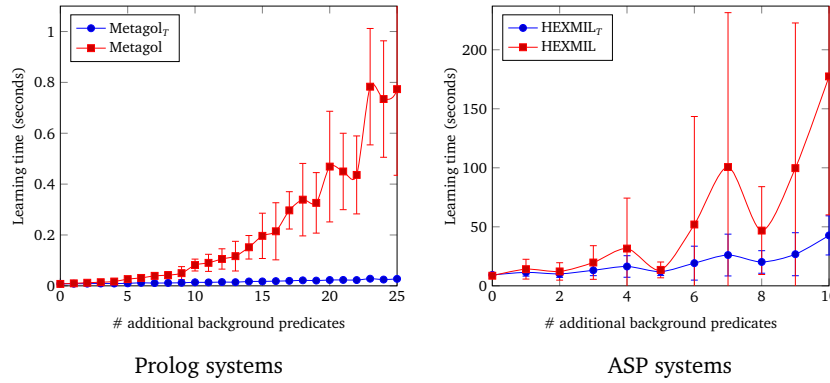 Metagol_T
Metagol
Learning time (seconds)
1
0.8
0.6
0.4
0.2
0
0 5 10 15 20 25
# additional background predicates
Prolog systems
HEXMIL_T
HEXMIL
Learning time (seconds)
200
150
100
50
0
0 2 4 6 8 10
# additional background predicates
ASP systems